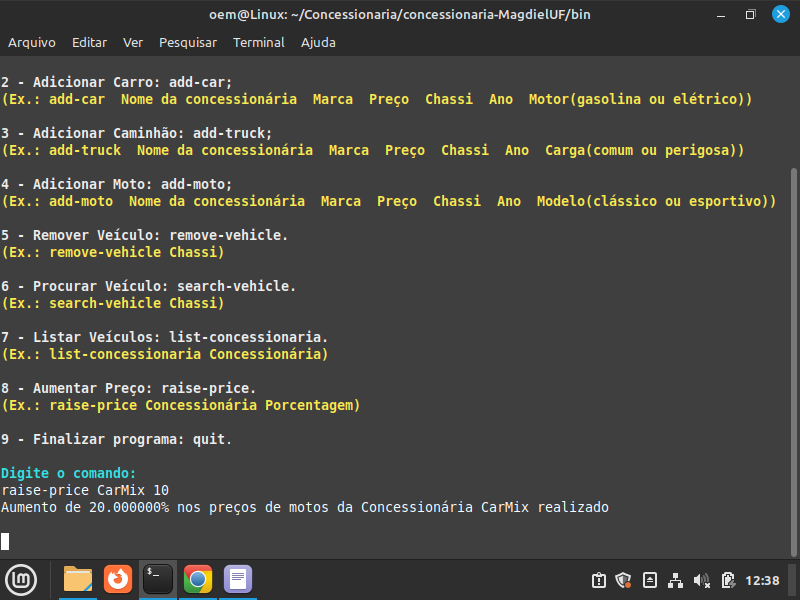 oem@Linux: ~/Concessionaria/concessionaria-MagdielUF/bin
Arquivo Editar Ver Pesquisar Terminal Ajuda
2 - Adicionar Carro: add-car;
(Ex.: add-car  Nome da concessionária  Marca  Preço  Chassi  Ano  Motor(gasolina ou elétrico))
3 - Adicionar Caminhão: add-truck;
(Ex.: add-truck  Nome da concessionária  Marca  Preço  Chassi  Ano  Carga(comum ou perigosa))
4 - Adicionar Moto: add-moto;
(Ex.: add-moto  Nome da concessionária  Marca  Preço  Chassi  Ano  Modelo(clássico ou esportivo))
5 - Remover Veículo: remove-vehicle.
(Ex.: remove-vehicle Chassi)
6 - Procurar Veículo: search-vehicle.
(Ex.: search-vehicle Chassi)
7 - Listar Veículos: list-concessionaria.
(Ex.: list-concessionaria Concessionária)
8 - Aumentar Preço: raise-price.
(Ex.: raise-price Concessionária Porcentagem)
9 - Finalizar programa: quit.
Digite o comando:
raise-price CarMix 10
Aumento de 20.000000% nos preços de motos da Concessionária CarMix realizado
$_
12:38